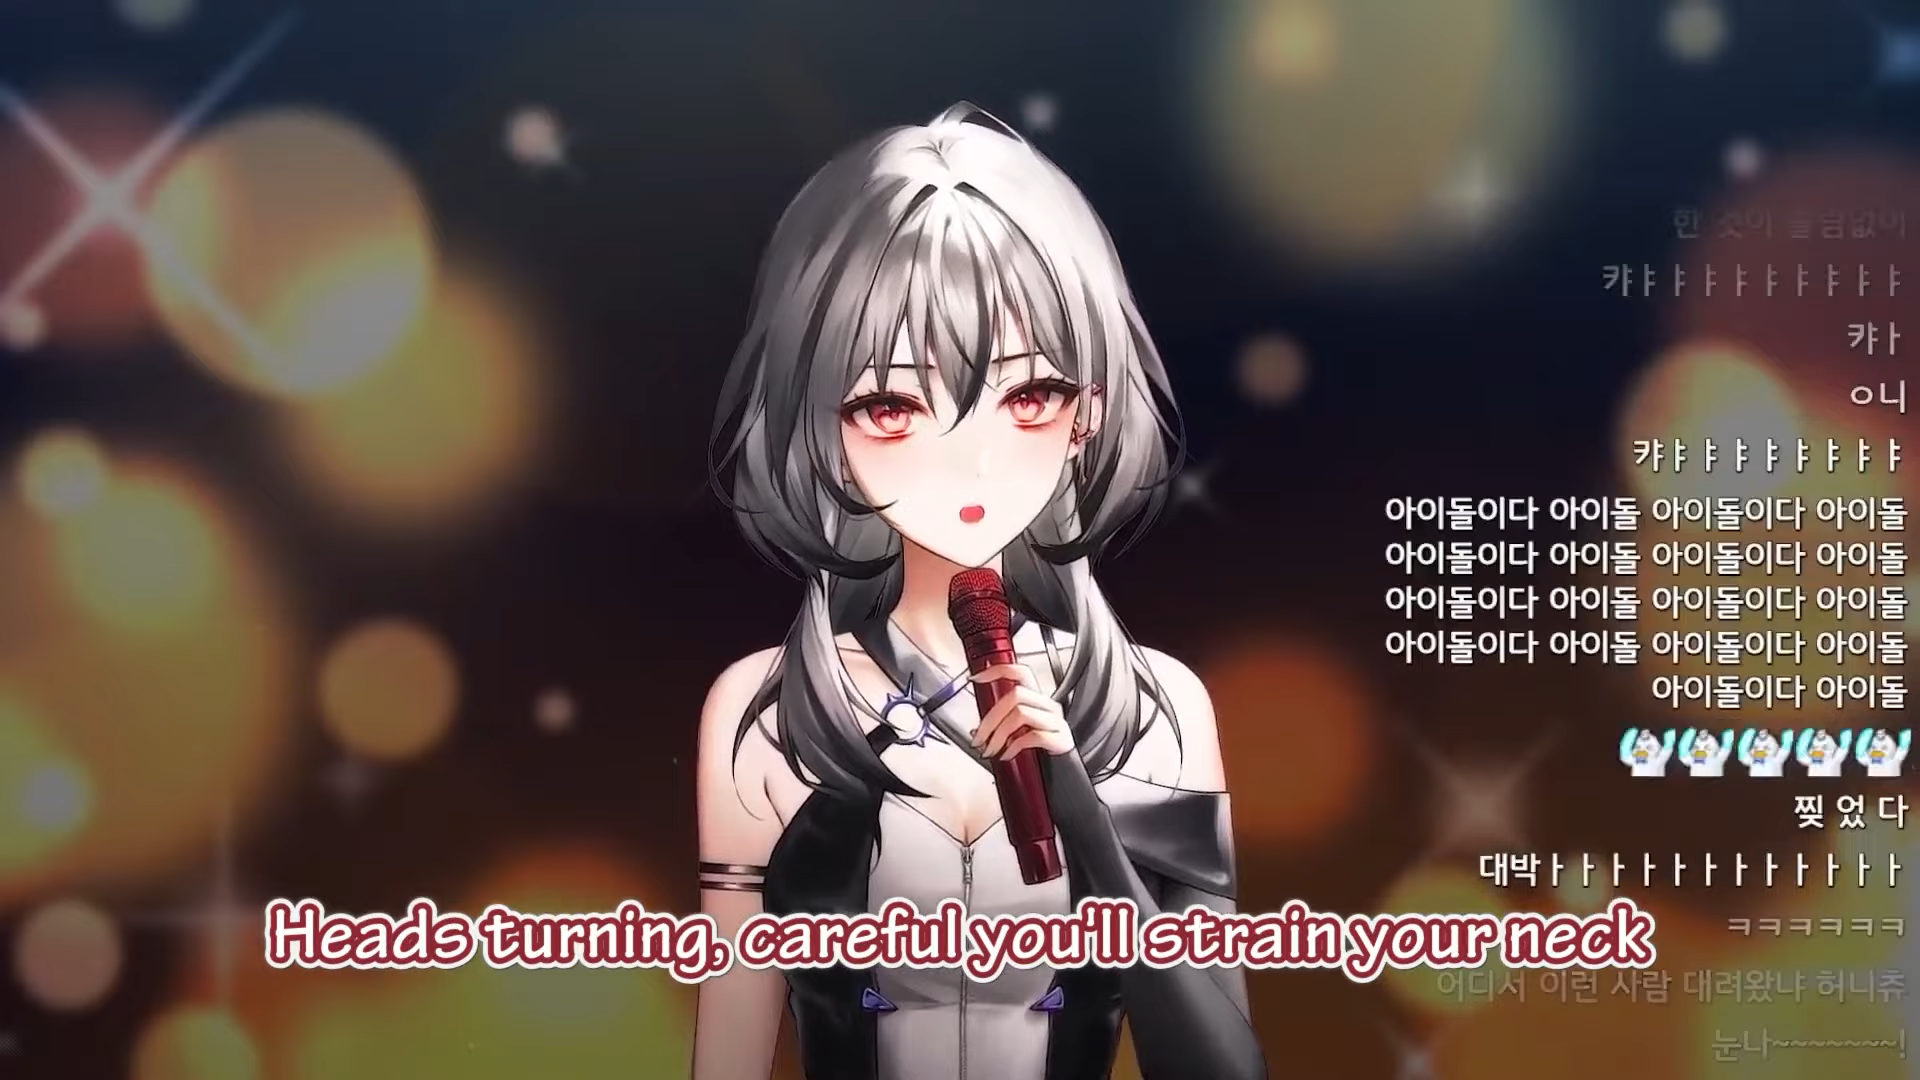 캬ㅑㅑㅑㅑㅑㅑㅑㅑㅑ
캬ㅏ
ㅇ니
캬ㅑㅑㅑㅑㅑㅑㅑㅑ
아이돌이다 아이돌 아이돌이다 아이돌
아이돌이다 아이돌 아이돌이다 아이돌
아이돌이다 아이돌 아이돌이다 아이돌
아이돌이다 아이돌 아이돌이다 아이돌
아이돌이다 아이돌
찢 었 다
대박ㅏㅏㅏㅏㅏㅏㅏㅏㅏㅏㅏㅏ
ㅋㅋㅋㅋㅋㅋ
Heads turning, careful you'll strain your neck
어디서 이런 사람 대려왔냐 허니츄
눈나~~~~~~~!